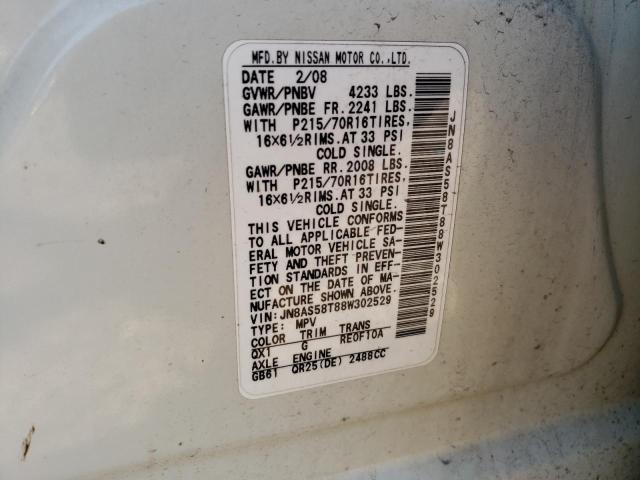 MFD.BY NISSAN MOTOR CO.,LTD.
DATE 2/08
GVWR/PNBV 4233 LBS.
GAWR/PNBE FR. 2241 LBS.
WITH P215/70R16TIRES,
16X6½RIMS.AT 33 PSI
COLD SINGLE.
GAWR/PNBE RR. 2008 LBS.
WITH P215/70R16TIRES,
16X6½RIMS.AT 33 PSI
COLD SINGLE.
THIS VEHICLE CONFORMS
TO ALL APPLICABLE FED-
ERAL MOTOR VEHICLE SA-
FETY AND THEFT PREVEN-
TION STANDARDS IN EFF-
ECT ON THE DATE OF MA-
NUFACTURE SHOWN ABOVE.
VIN: JN8AS58T88W302529
TYPE: MPV
COLOR TRIM TRANS
QX1 G RE0F10A
AXLE ENGINE
GB61 QR25(DE) 2488CC
JN8AS58T88W302529